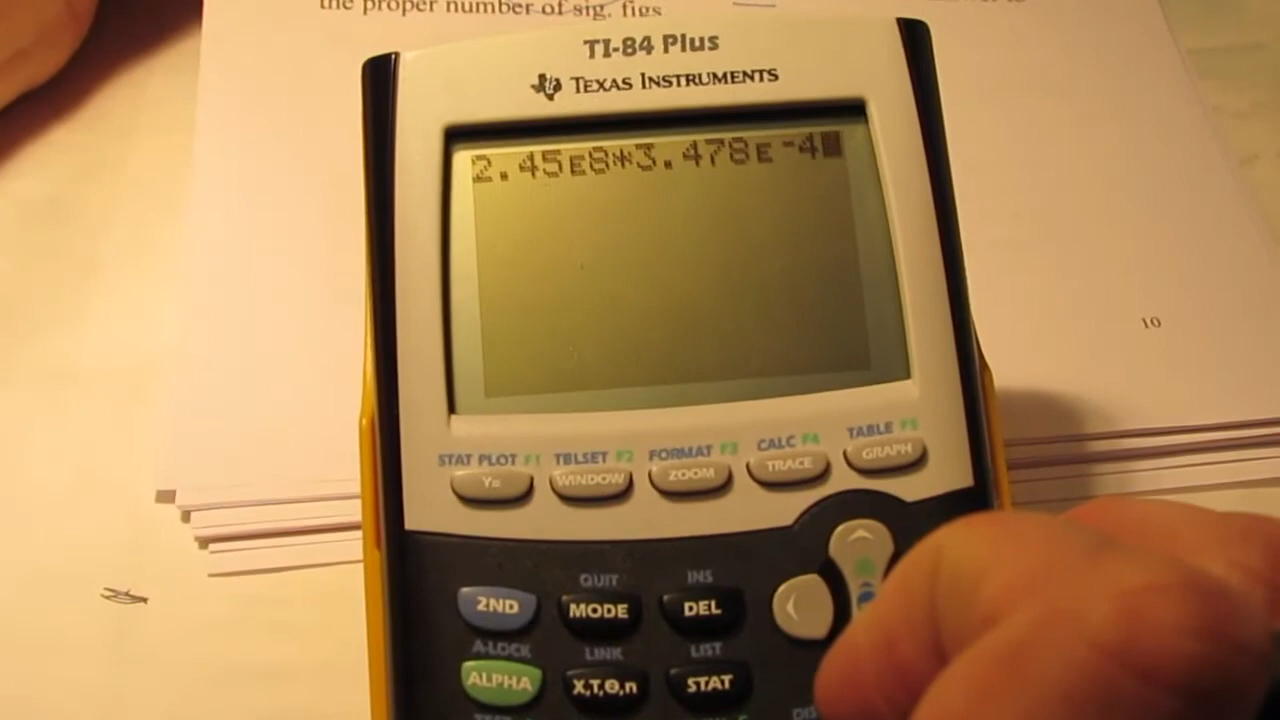 the proper number of sig. figs
TI-84 Plus
TEXAS INSTRUMENTS
2.45ᴇ8*3.478ᴇ⁻4
10
STAT PLOT F1 TBLSET F2 FORMAT F3 CALC F4 TABLE F5
Y= WINDOW ZOOM TRACE GRAPH
QUIT INS
2ND MODE DEL
A-LOCK LINK LIST
ALPHA X,T,Θ,n STAT